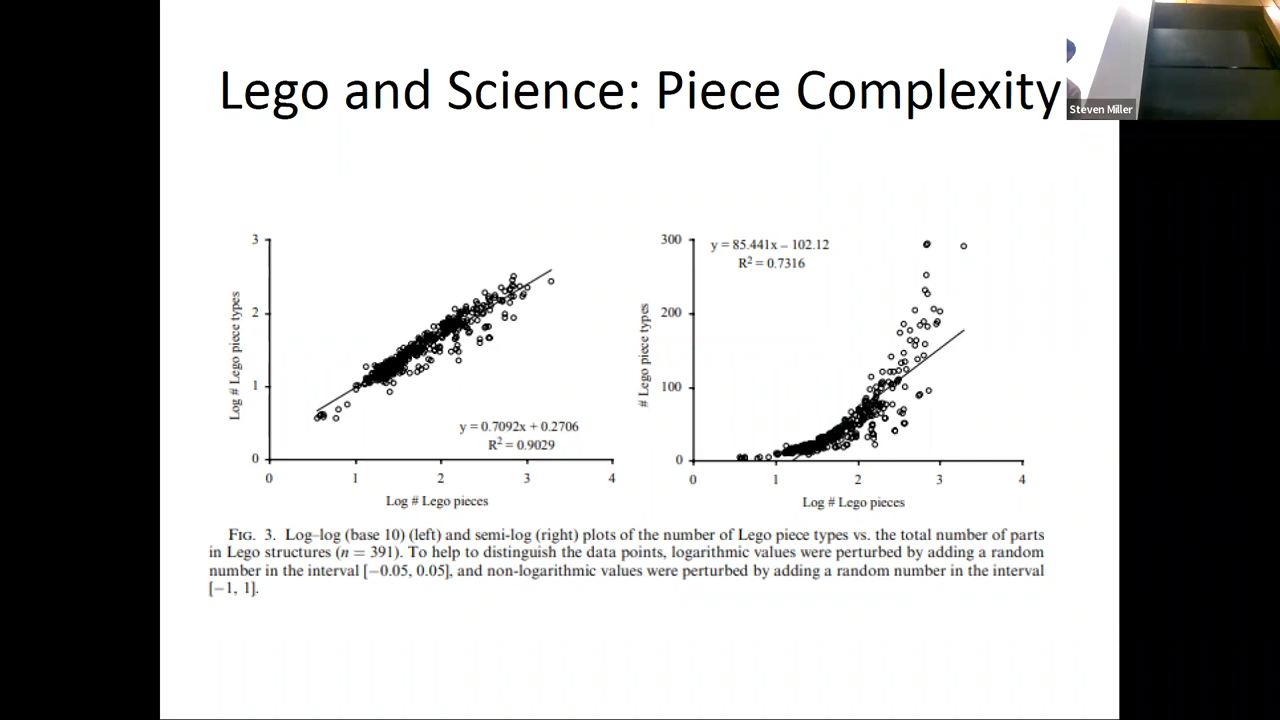 Lego and Science: Piece Complexity
Steven Miller
3
2
1
0
0
1
2
3
4
Log # Lego piece types
Log # Lego pieces
y = 0.7092x + 0.2706
R² = 0.9029
300
200
100
0
0
1
2
3
4
# Lego piece types
Log # Lego pieces
y = 85.441x – 102.12
R² = 0.7316
FIG. 3. Log–log (base 10) (left) and semi-log (right) plots of the number of Lego piece types vs. the total number of parts
in Lego structures (n = 391). To help to distinguish the data points, logarithmic values were perturbed by adding a random
number in the interval [−0.05, 0.05], and non-logarithmic values were perturbed by adding a random number in the interval
[−1, 1].